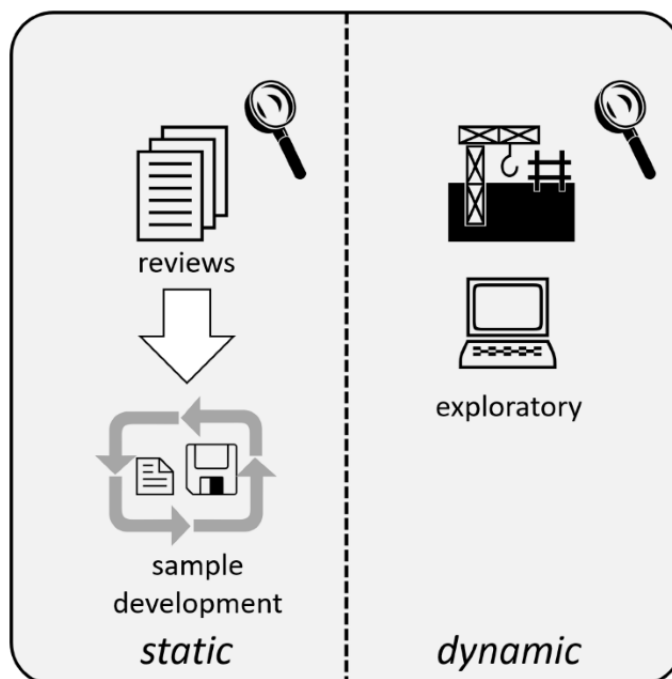 reviews
exploratory
sample
development
static
dynamic